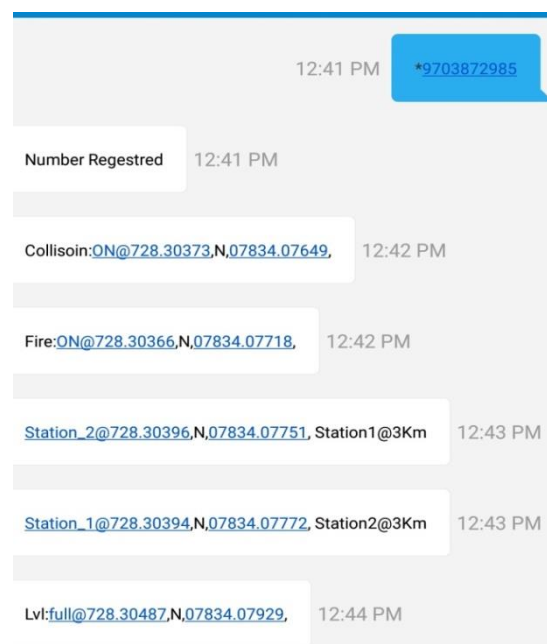 12:41 PM *9703872985
Number Regestred 12:41 PM
Collisoin:ON@728.30373,N,07834.07649, 12:42 PM
Fire:ON@728.30366,N,07834.07718, 12:42 PM
Station_2@728.30396,N,07834.07751, Station1@3Km 12:43 PM
Station_1@728.30394,N,07834.07772, Station2@3Km 12:43 PM
Lvl:full@728.30487,N,07834.07929, 12:44 PM